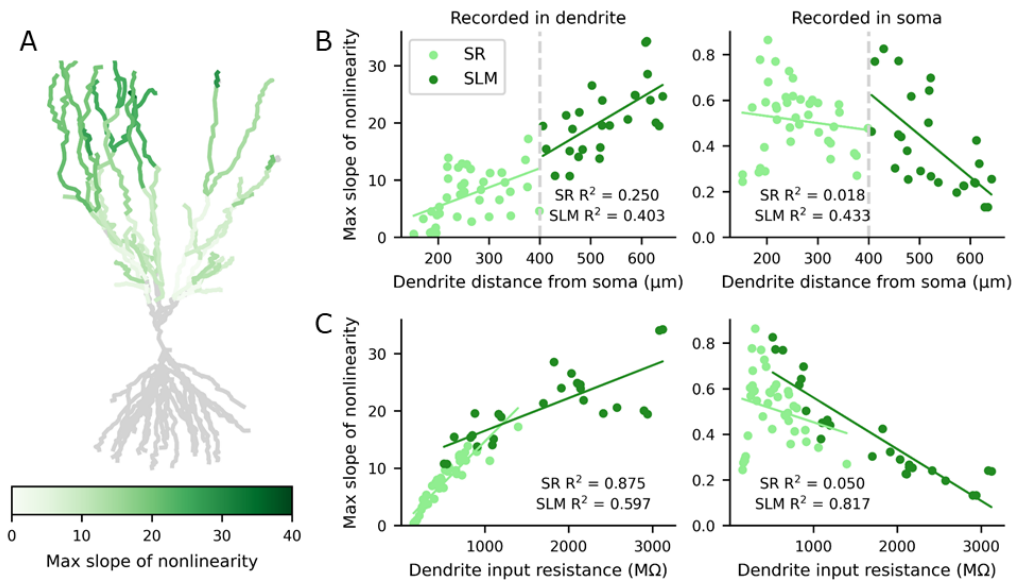 A
0 10 20 30 40
Max slope of nonlinearity
B
Recorded in dendrite
SR
SLM
30
20
10
0
Max slope of nonlinearity
SR R² = 0.250
SLM R² = 0.403
200 300 400 500 600
Dendrite distance from soma (μm)
Recorded in soma
0.8
0.6
0.4
0.2
0.0
SR R² = 0.018
SLM R² = 0.433
200 300 400 500 600
Dendrite distance from soma (μm)
C
30
20
10
0
Max slope of nonlinearity
SR R² = 0.875
SLM R² = 0.597
1000 2000 3000
Dendrite input resistance (MΩ)
0.8
0.6
0.4
0.2
0.0
SR R² = 0.050
SLM R² = 0.817
1000 2000 3000
Dendrite input resistance (MΩ)